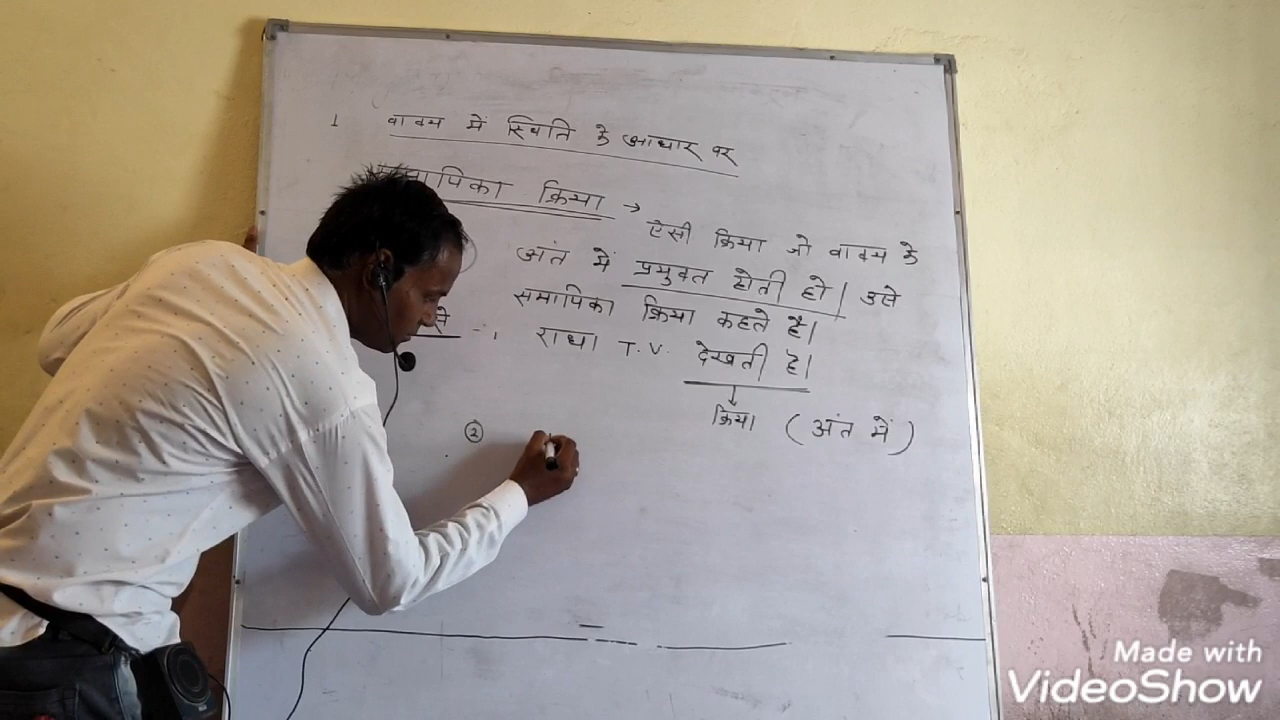 1 वाक्य में स्थिति के आधार पर
समापिका क्रिया →
ऐसी क्रिया जो वाक्य के
अंत में प्रयुक्त होती हो। उसे
समापिका क्रिया कहते है।
1 राधा T.V. देखती है।
क्रिया (अंत में)
②
Made with
VideoShow